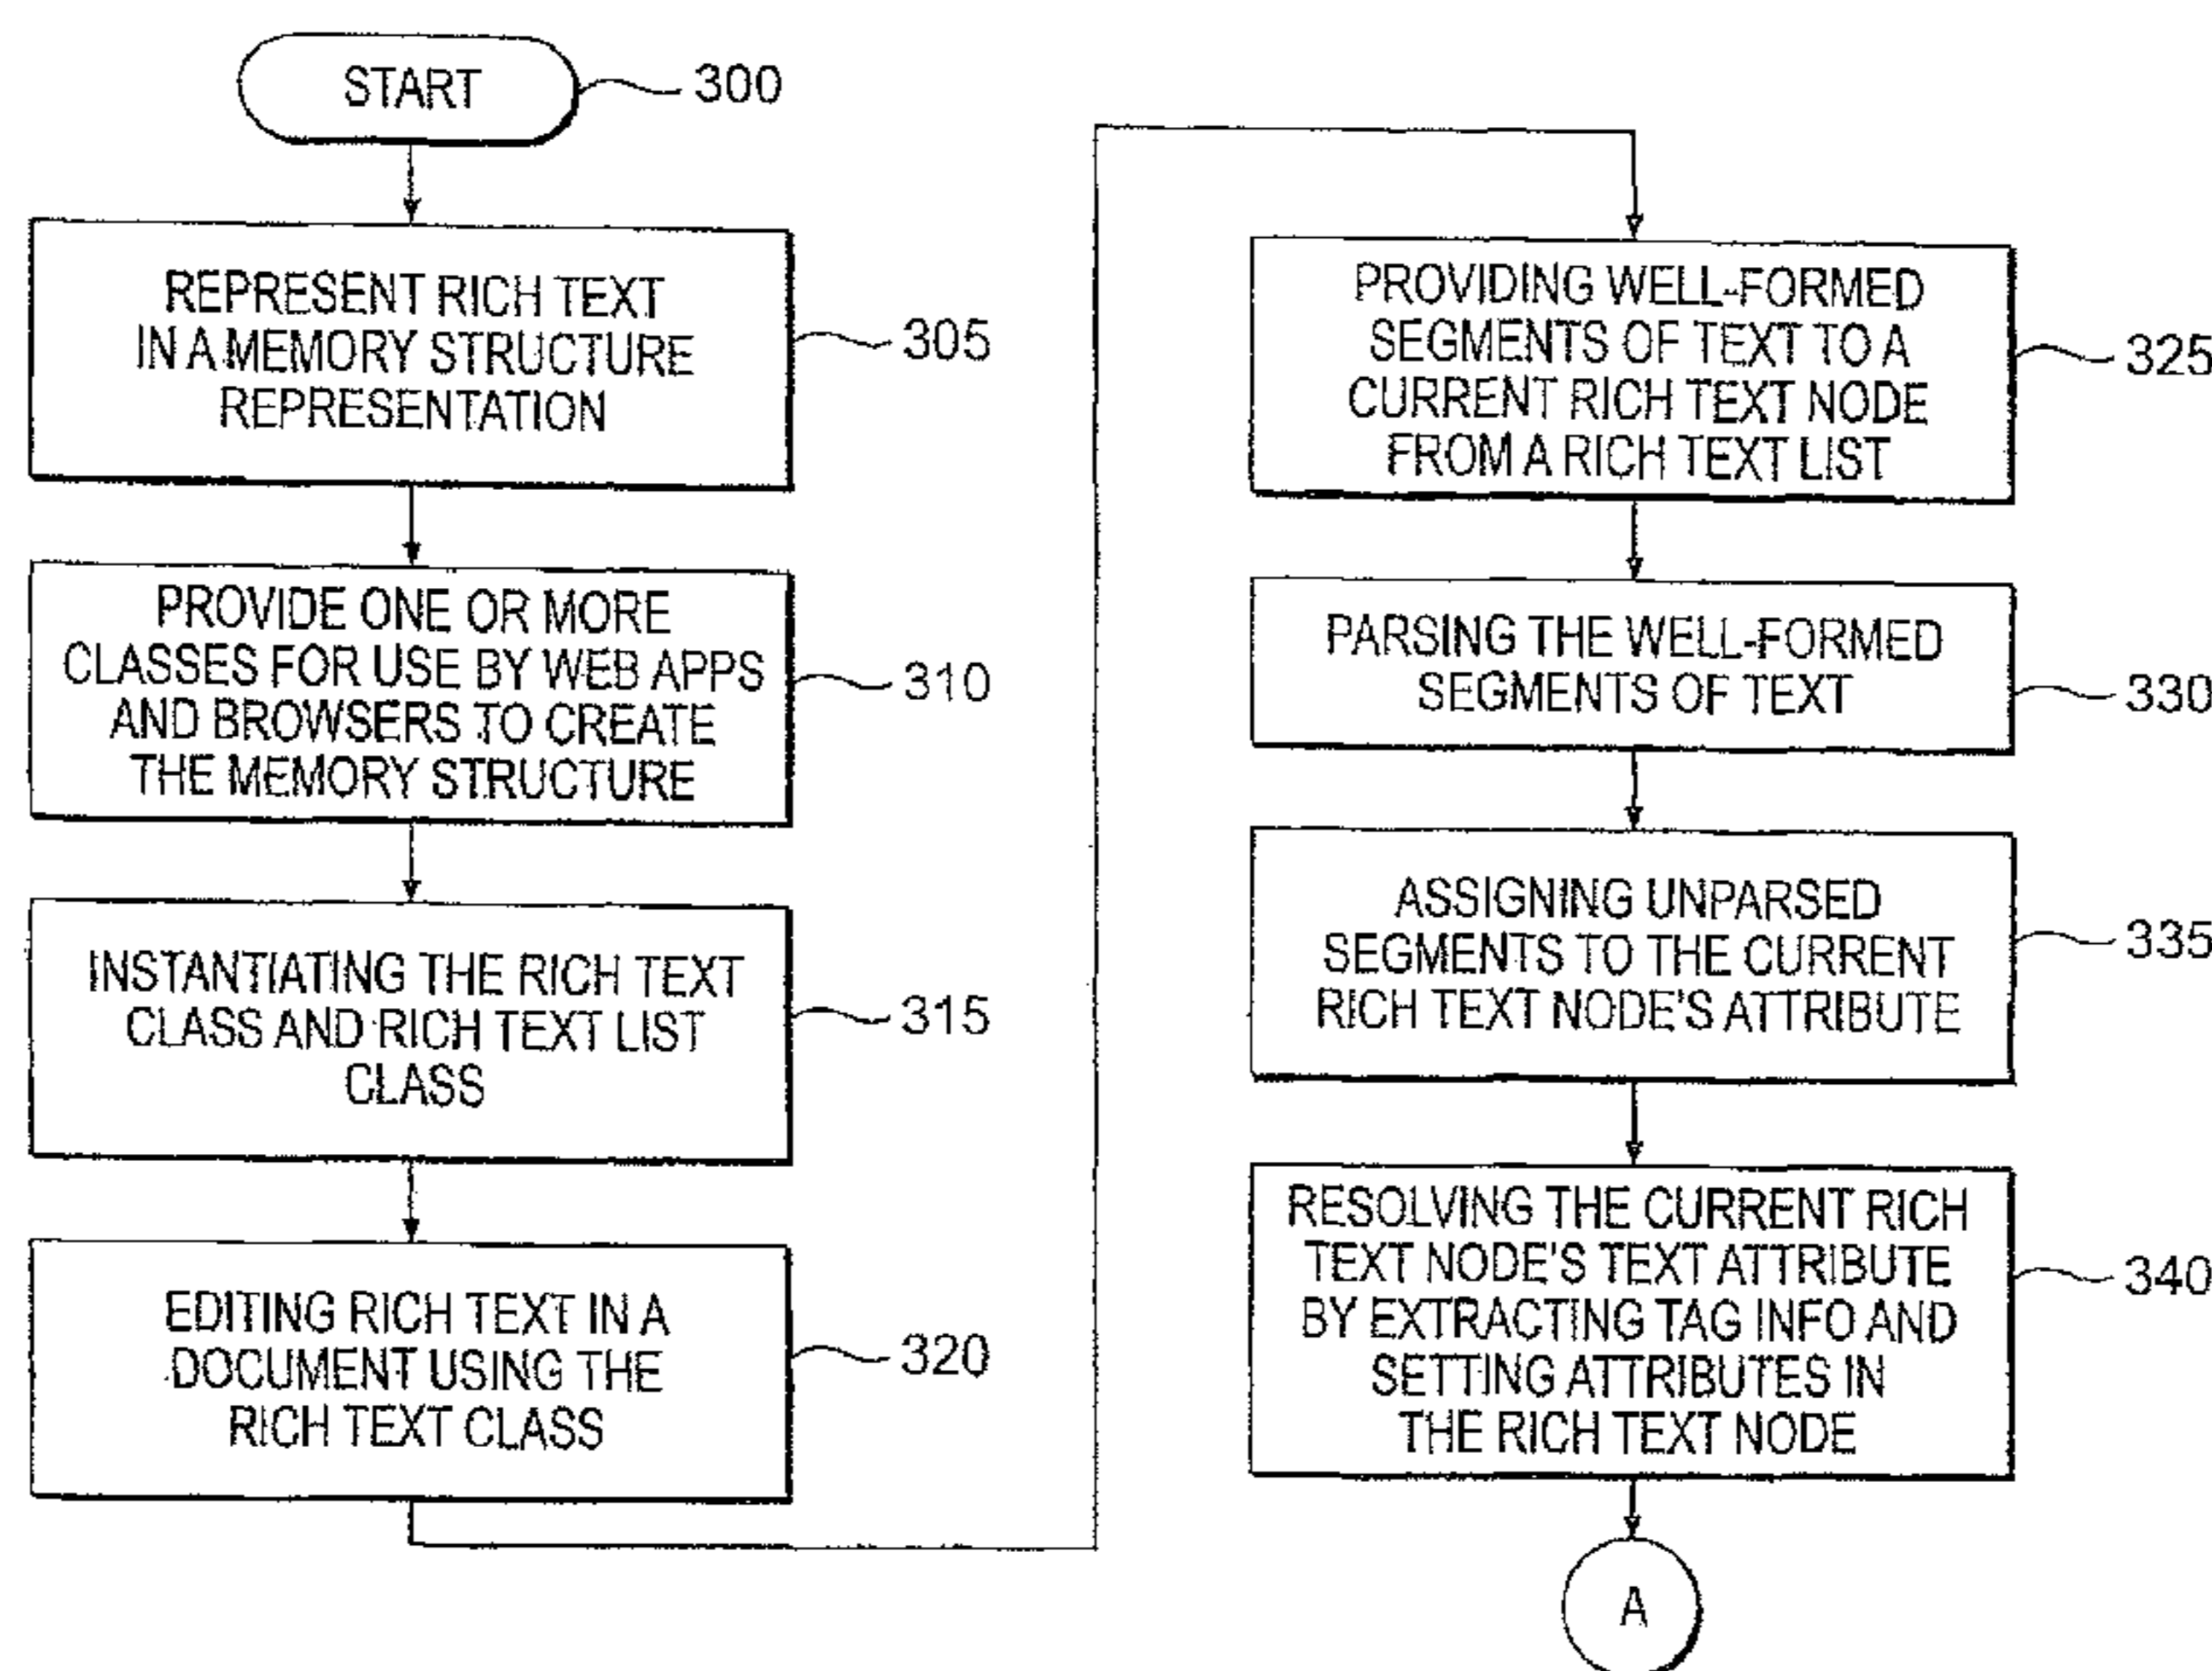 START
300
REPRESENT RICH TEXT
IN A MEMORY STRUCTURE
REPRESENTATION
305
PROVIDE ONE OR MORE
CLASSES FOR USE BY WEB APPS
AND BROWSERS TO CREATE
THE MEMORY STRUCTURE
310
INSTANTIATING THE RICH TEXT
CLASS AND RICH TEXT LIST
CLASS
315
EDITING RICH TEXT IN A
DOCUMENT USING THE
RICH TEXT CLASS
320
PROVIDING WELL-FORMED
SEGMENTS OF TEXT TO A
CURRENT RICH TEXT NODE
FROM A RICH TEXT LIST
325
PARSING THE WELL-FORMED
SEGMENTS OF TEXT
330
ASSIGNING UNPARSED
SEGMENTS TO THE CURRENT
RICH TEXT NODE'S ATTRIBUTE
335
RESOLVING THE CURRENT RICH
TEXT NODE'S TEXT ATTRIBUTE
BY EXTRACTING TAG INFO AND
SETTING ATTRIBUTES IN
THE RICH TEXT NODE
340
A